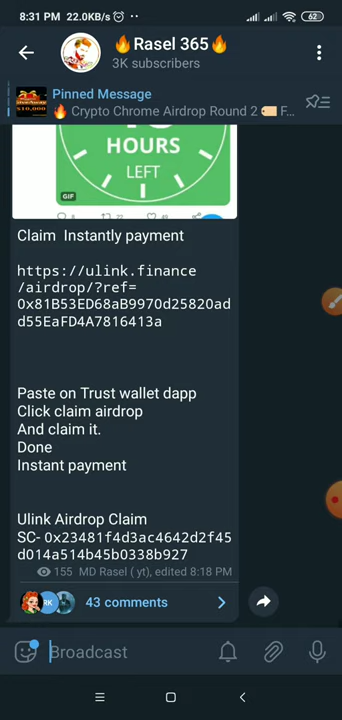 8:31 PM 22.0KB/s
62
🔥Rasel 365🔥
3K subscribers
Pinned Message
🔥 Crypto Chrome Airdrop Round 2 🏷️ F...
$10,000
HOURS
LEFT
GIF
Claim  Instantly payment
https://ulink.finance
/airdrop/?ref=
0x81B53ED68aB9970d25820ad
d55EaFD4A7816413a
Paste on Trust wallet dapp
Click claim airdrop
And claim it.
Done
Instant payment
Ulink Airdrop Claim
SC- 0x23481f4d3ac4642d2f45
d014a514b45b0338b927
155 MD Rasel ( yt), edited 8:18 PM
RK
43 comments
Broadcast